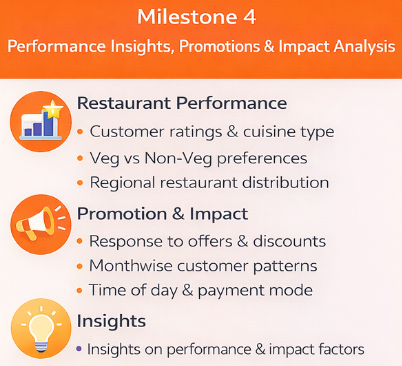 Milestone 4
Performance Insights, Promotions & Impact Analysis
Restaurant Performance
• Customer ratings & cuisine type
• Veg vs Non-Veg preferences
• Regional restaurant distribution
Promotion & Impact
• Response to offers & discounts
• Monthwise customer patterns
• Time of day & payment mode
Insights
• Insights on performance & impact factors